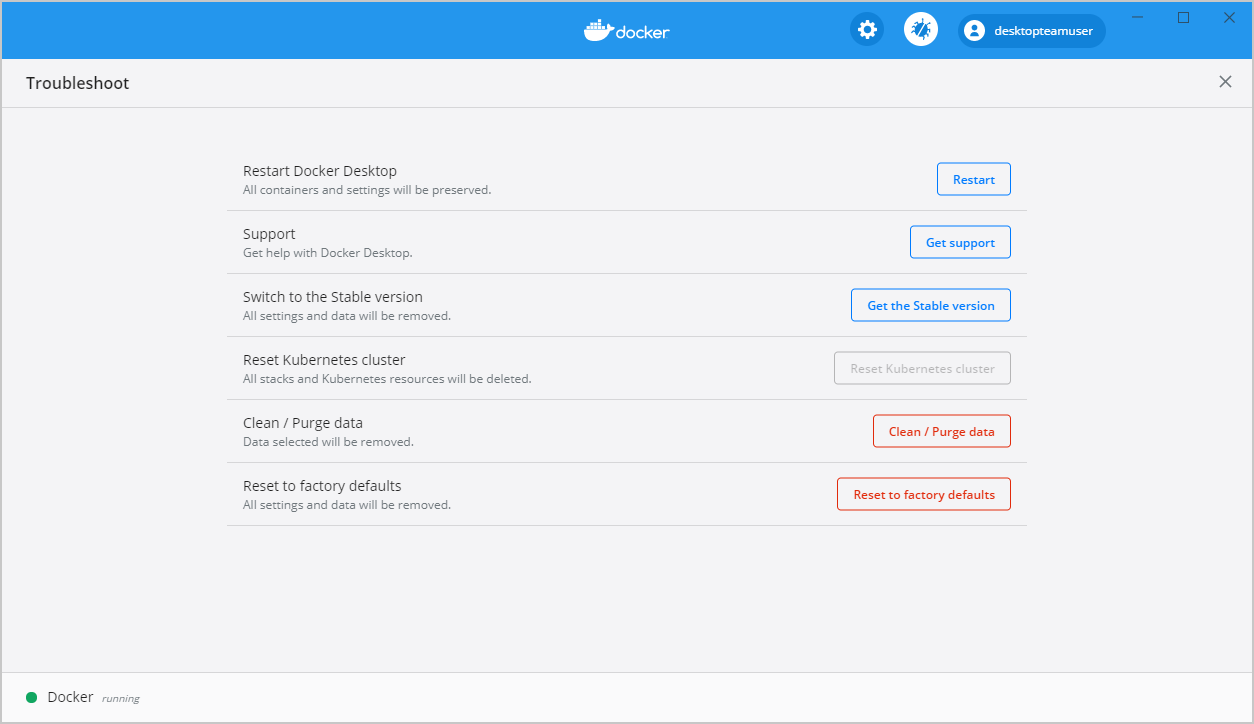 docker
desktopteamuser
Troubleshoot
Restart Docker Desktop
All containers and settings will be preserved.
Restart
Support
Get help with Docker Desktop.
Get support
Switch to the Stable version
All settings and data will be removed.
Get the Stable version
Reset Kubernetes cluster
All stacks and Kubernetes resources will be deleted.
Reset Kubernetes cluster
Clean / Purge data
Data selected will be removed.
Clean / Purge data
Reset to factory defaults
All settings and data will be removed.
Reset to factory defaults
Docker running